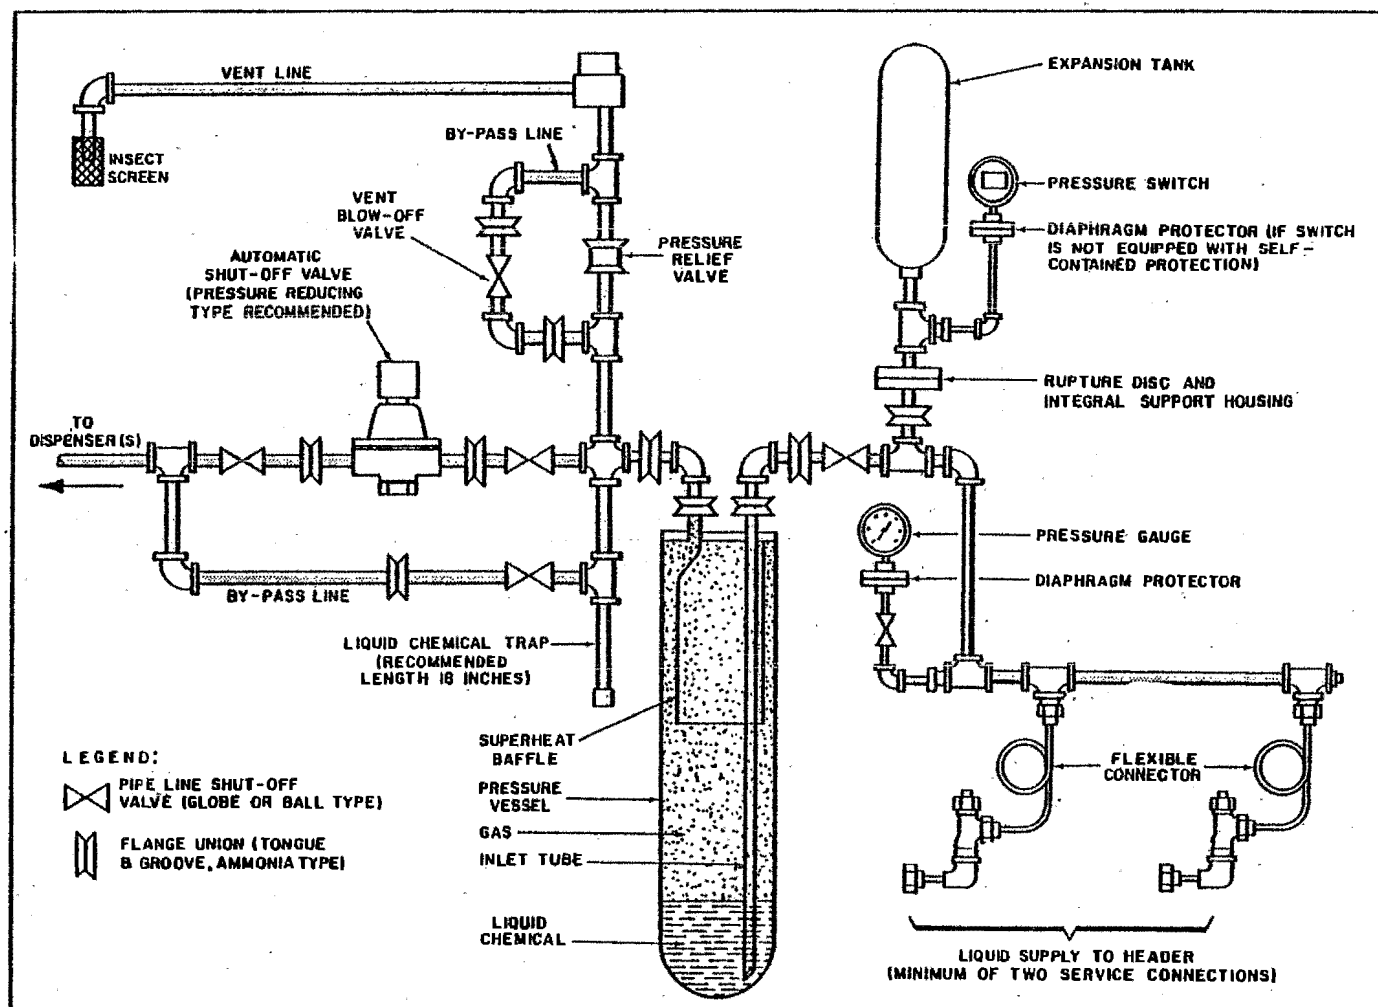 VENT LINE
INSECT
SCREEN
BY-PASS LINE
VENT
BLOW-OFF
VALVE
PRESSURE
RELIEF
VALVE
AUTOMATIC
SHUT-OFF VALVE
(PRESSURE REDUCING
TYPE RECOMMENDED)
TO
DISPENSER(S)
BY-PASS LINE
LIQUID CHEMICAL TRAP
(RECOMMENDED
LENGTH 18 INCHES)
EXPANSION TANK
PRESSURE SWITCH
DIAPHRAGM PROTECTOR (IF SWITCH
IS NOT EQUIPPED WITH SELF-
CONTAINED PROTECTION)
RUPTURE DISC AND
INTEGRAL SUPPORT HOUSING
PRESSURE GAUGE
DIAPHRAGM PROTECTOR
SUPERHEAT
BAFFLE
PRESSURE
VESSEL
GAS
INLET TUBE
LIQUID
CHEMICAL
FLEXIBLE
CONNECTOR
LIQUID SUPPLY TO HEADER
(MINIMUM OF TWO SERVICE CONNECTIONS)
LEGEND:
PIPE LINE SHUT-OFF
VALVE (GLOBE OR BALL TYPE)
FLANGE UNION (TONGUE
& GROOVE, AMMONIA TYPE)